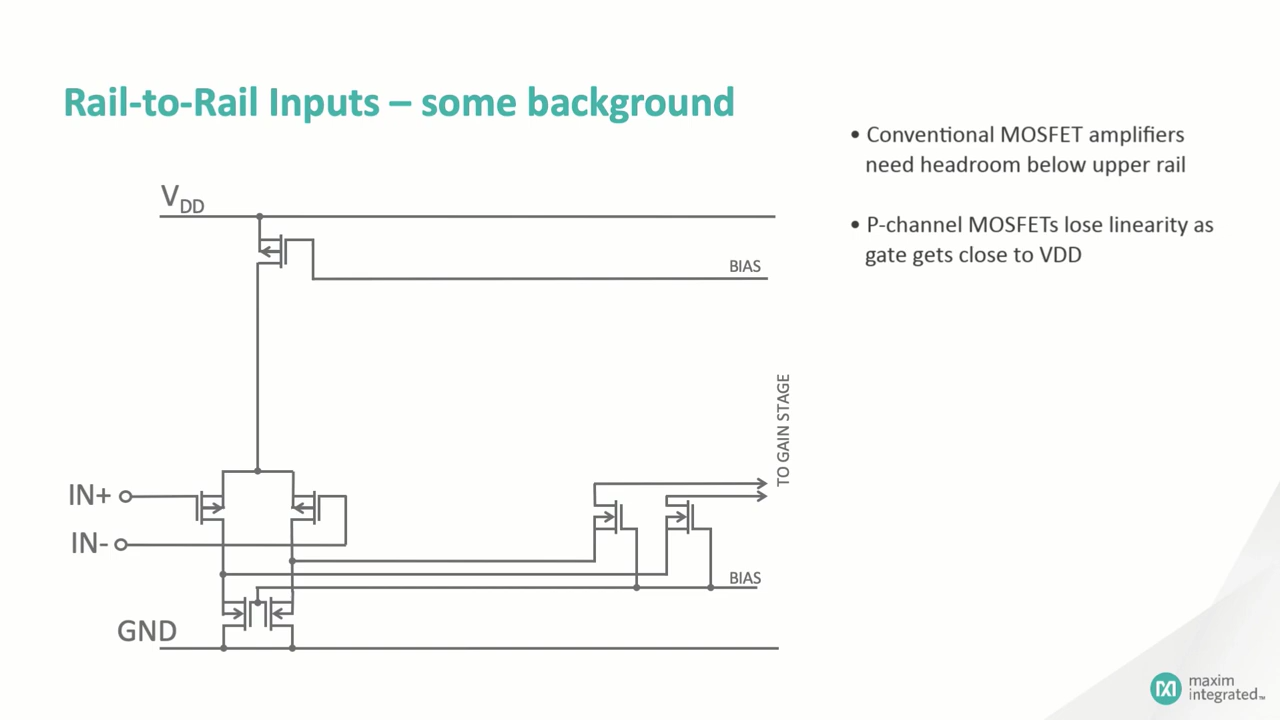 Rail-to-Rail Inputs – some background
• Conventional MOSFET amplifiers
need headroom below upper rail
• P-channel MOSFETs lose linearity as
gate gets close to VDD
VDD
BIAS
TO GAIN STAGE
IN+
IN-
BIAS
GND
maxim
integrated™